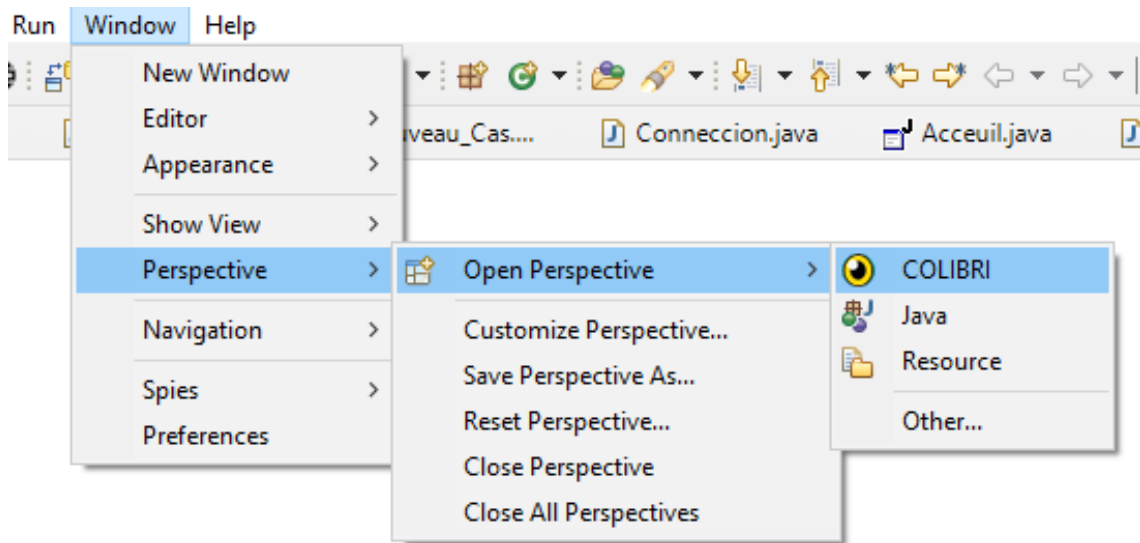 Run Window Help
New Window
Editor
Appearance
Show View
Perspective
Navigation
Spies
Preferences
uveau_Cas.... Conneccion.java Acceuil.java
Open Perspective
Customize Perspective...
Save Perspective As...
Reset Perspective...
Close Perspective
Close All Perspectives
COLIBRI
Java
Resource
Other...